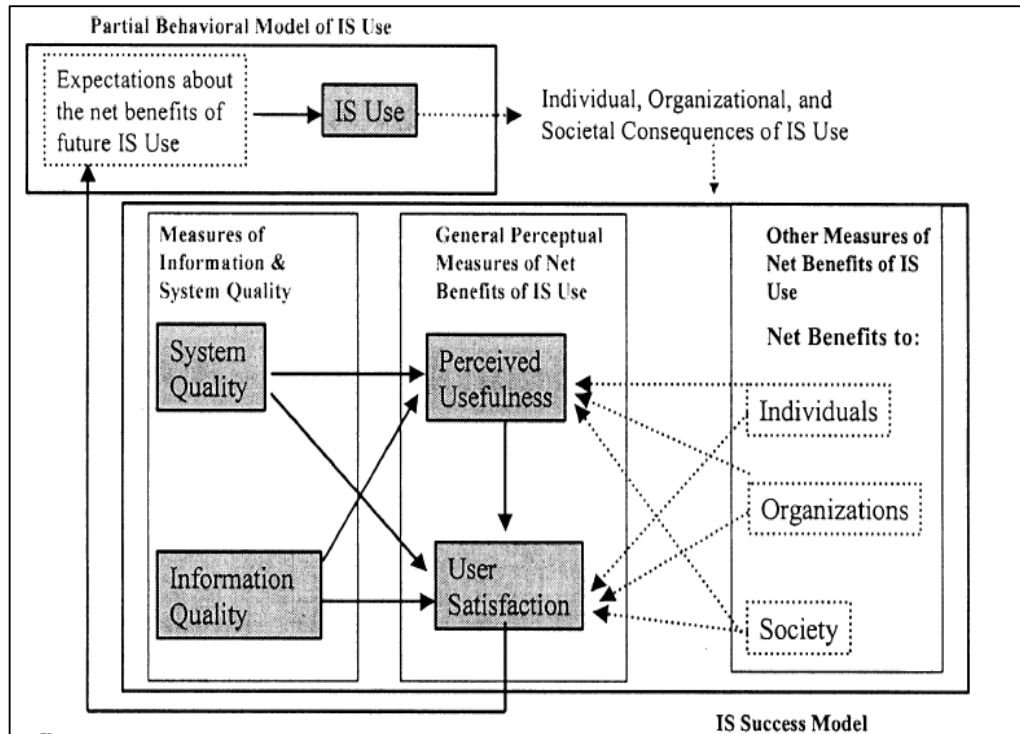 Partial Behavioral Model of IS Use
Expectations about
the net benefits of
future IS Use
IS Use
Individual, Organizational, and
Societal Consequences of IS Use
Measures of
Information &
System Quality
General Perceptual
Measures of Net
Benefits of IS Use
Other Measures of
Net Benefits of IS
Use
Net Benefits to:
System
Quality
Perceived
Usefulness
Individuals
Organizations
Information
Quality
User
Satisfaction
Society
IS Success Model